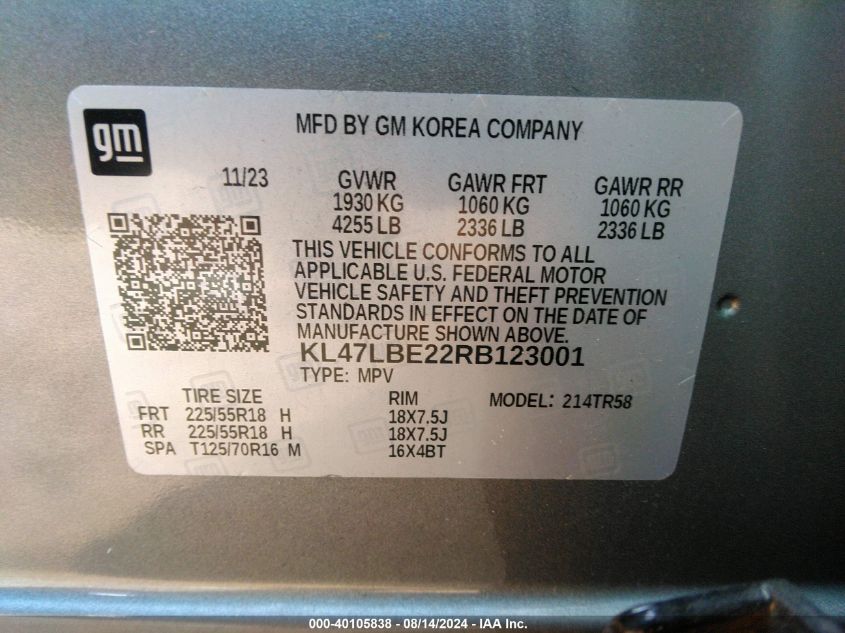 gm
MFD BY GM KOREA COMPANY
11/23 GVWR GAWR FRT GAWR RR
1930 KG 1060 KG 1060 KG
4255 LB 2336 LB 2336 LB
THIS VEHICLE CONFORMS TO ALL
APPLICABLE U.S. FEDERAL MOTOR
VEHICLE SAFETY AND THEFT PREVENTION
STANDARDS IN EFFECT ON THE DATE OF
MANUFACTURE SHOWN ABOVE.
KL47LBE22RB123001
TYPE: MPV
TIRE SIZE RIM MODEL: 214TR58
FRT 225/55R18 H 18X7.5J
RR 225/55R18 H 18X7.5J
SPA T125/70R16 M 16X4BT
000-40105838 - 08/14/2024 - IAA Inc.